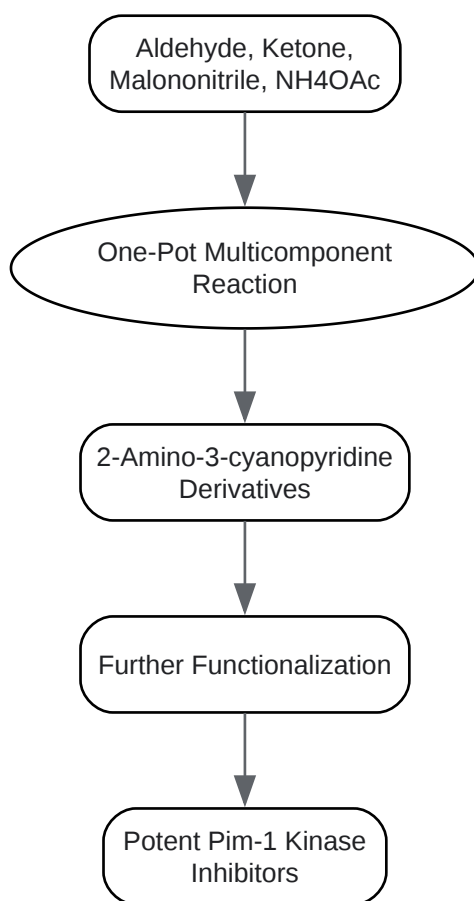 Aldehyde, Ketone,
Malononitrile, NH4OAc
One-Pot Multicomponent
Reaction
2-Amino-3-cyanopyridine
Derivatives
Further Functionalization
Potent Pim-1 Kinase
Inhibitors